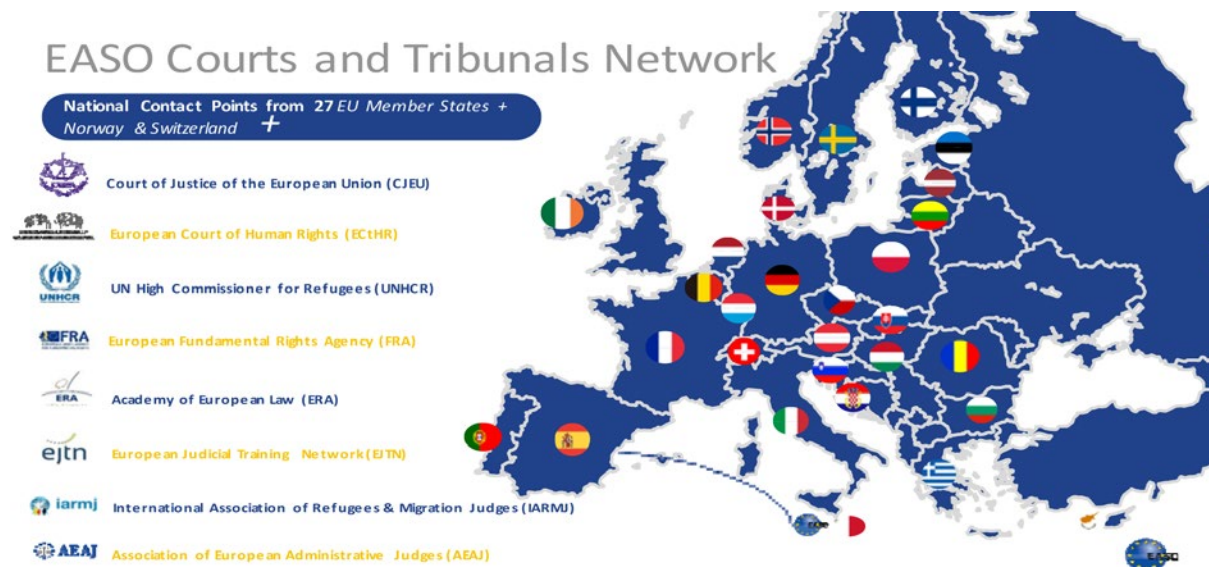 EASO Courts and Tribunals Network
National Contact Points from 27 EU Member States +
Norway & Switzerland +
Court of Justice of the European Union (CJEU)
European Court of Human Rights (ECtHR)
UNHCR
UN High Commissioner for Refugees (UNHCR)
FRA
European Fundamental Rights Agency (FRA)
ERA
Academy of European Law (ERA)
ejtn
European Judicial Training Network (EJTN)
iarmj
International Association of Refugees & Migration Judges (IARMJ)
EASO
AEAJ
Association of European Administrative Judges (AEAJ)
EASO